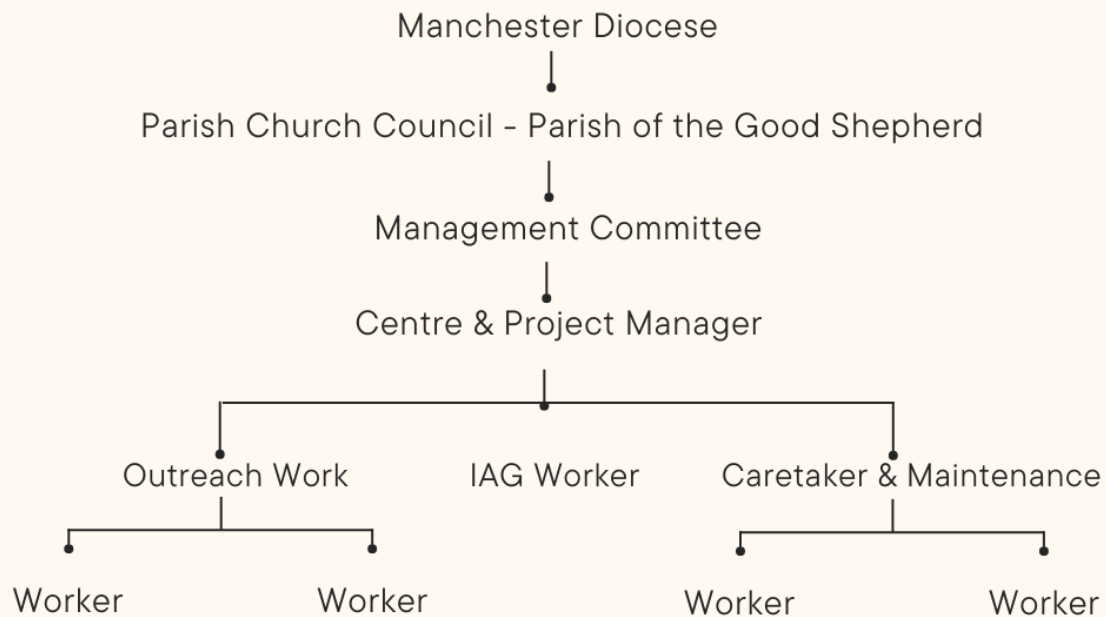 Manchester Diocese
Parish Church Council - Parish of the Good Shepherd
Management Committee
Centre & Project Manager
Outreach Work
IAG Worker
Caretaker & Maintenance
Worker
Worker
Worker
Worker